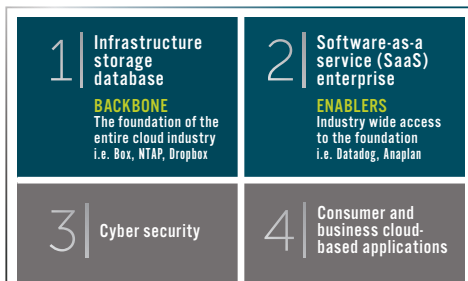 1
Infrastructure
storage
database
BACKBONE
The foundation of the
entire cloud industry
i.e. Box, NTAP, Dropbox
2
Software-as-a
service (SaaS)
enterprise
ENABLERS
Industry wide access
to the foundation
i.e. Datadog, Anaplan
3
Cyber security
4
Consumer and
business cloud-
based applications